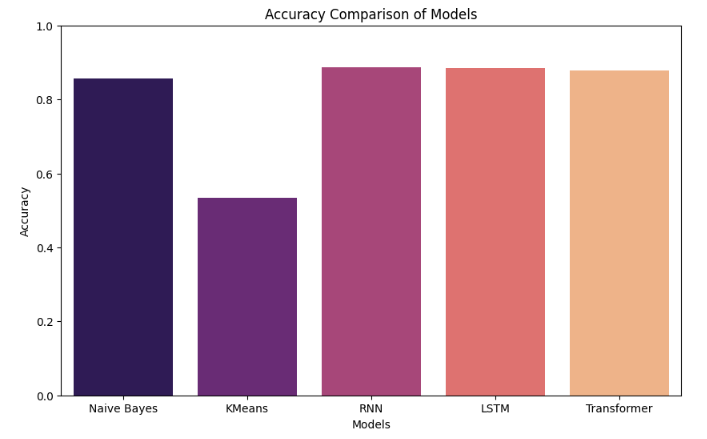 Accuracy Comparison of Models
1.0
0.8
0.6
0.4
0.2
0.0
Accuracy
Naive Bayes KMeans RNN LSTM Transformer
Models